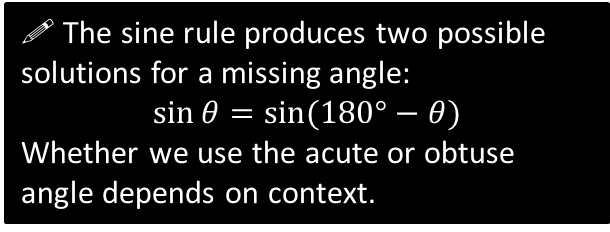 The sine rule produces two possible
solutions for a missing angle:
sin θ = sin(180° − θ)
Whether we use the acute or obtuse
angle depends on context.